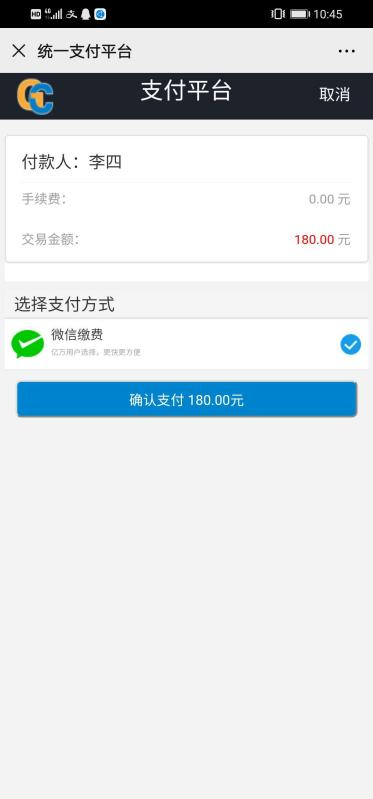 HD 4G 10:45
统一支付平台
支付平台 取消
付款人：李四
手续费： 0.00 元
交易金额： 180.00 元
选择支付方式
微信缴费
亿万用户选择，更快更方便
确认支付 180.00元